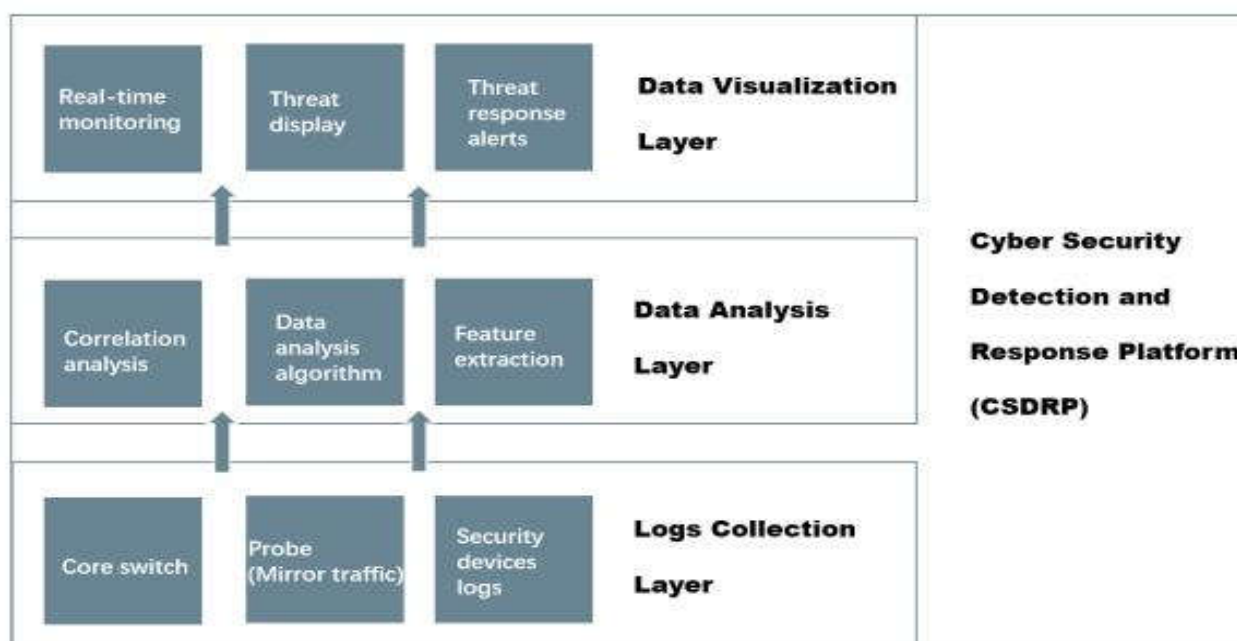 Real-time
monitoring
Threat
display
Threat
response
alerts
Data Visualization
Layer
Correlation
analysis
Data
analysis
algorithm
Feature
extraction
Data Analysis
Layer
Core switch
Probe
(Mirror traffic)
Security
devices
logs
Logs Collection
Layer
Cyber Security
Detection and
Response Platform
(CSDRP)